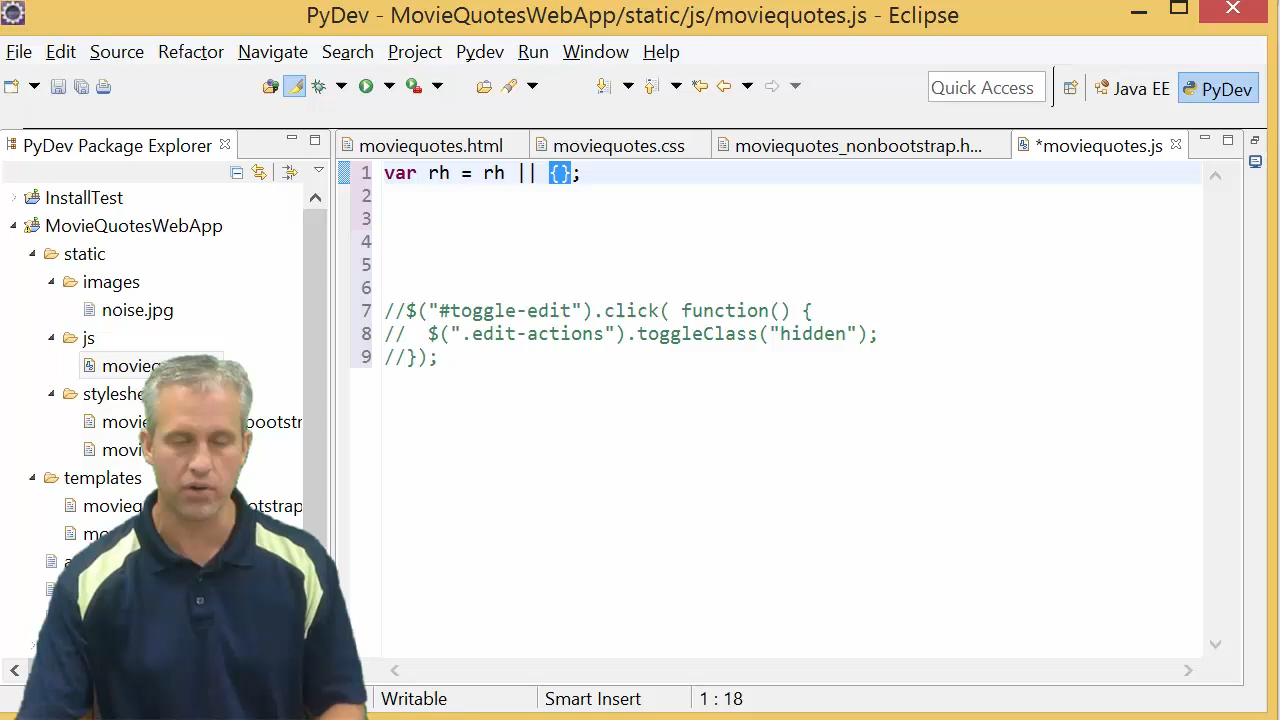 PyDev - MovieQuotesWebApp/static/js/moviequotes.js - Eclipse
File Edit Source Refactor Navigate Search Project Pydev Run Window Help
Quick Access
Java EE
PyDev
PyDev Package Explorer
moviequotes.html
moviequotes.css
moviequotes_nonbootstrap.h...
*moviequotes.js
InstallTest
MovieQuotesWebApp
static
images
noise.jpg
js
templates
1 var rh = rh || {};
2
3
4
5
6
7 //$("#toggle-edit").click( function() {
8 //  $(".edit-actions").toggleClass("hidden");
9 //});
Writable
Smart Insert
1 : 18